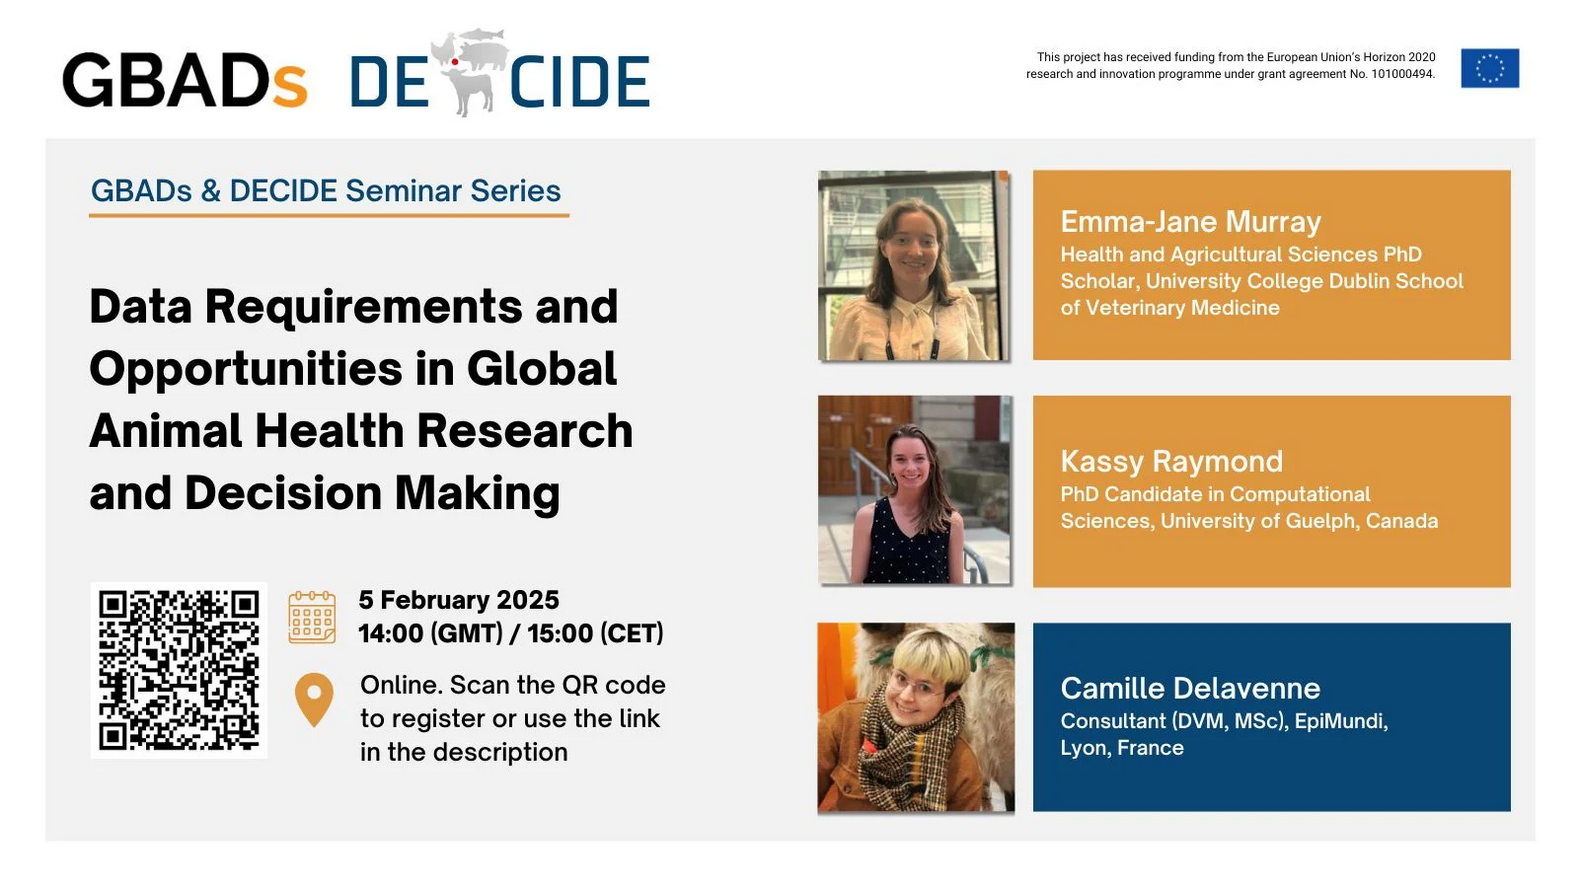 GBADs
DECIDE
This project has received funding from the European Union's Horizon 2020
research and innovation programme under grant agreement No. 101000494.
GBADs & DECIDE Seminar Series
Data Requirements and
Opportunities in Global
Animal Health Research
and Decision Making
5 February 2025
14:00 (GMT) / 15:00 (CET)
Online. Scan the QR code
to register or use the link
in the description
Emma-Jane Murray
Health and Agricultural Sciences PhD
Scholar, University College Dublin School
of Veterinary Medicine
Kassy Raymond
PhD Candidate in Computational
Sciences, University of Guelph, Canada
Camille Delavenne
Consultant (DVM, MSc), EpiMundi,
Lyon, France